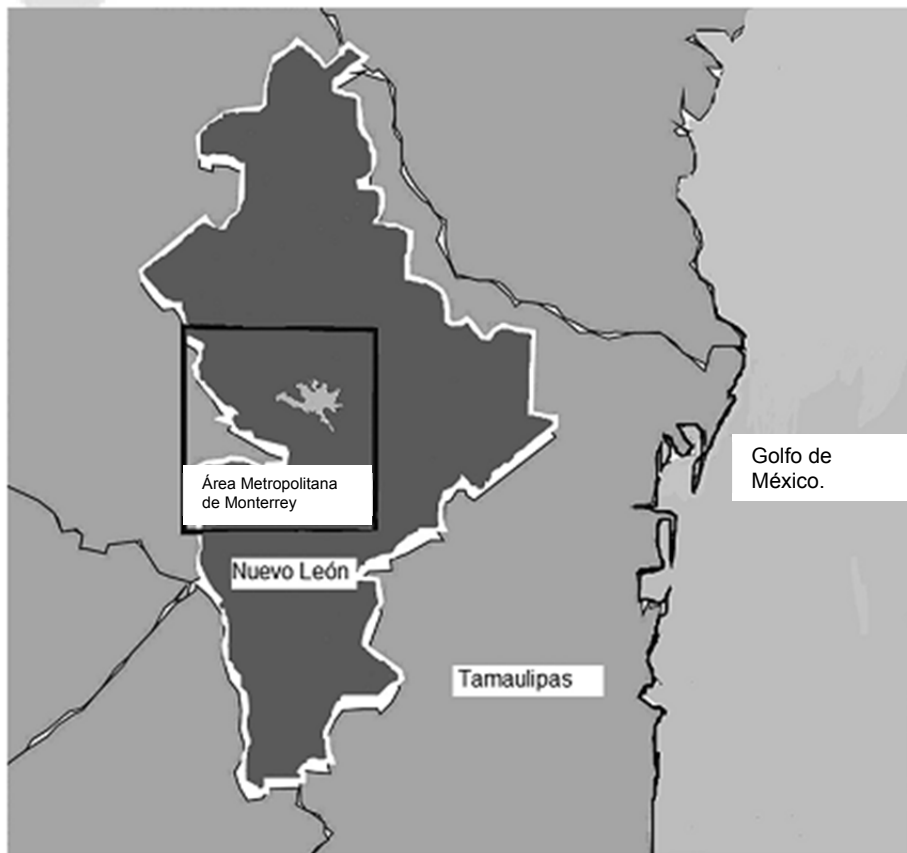 Golfo de
México.
Área Metropolitana
de Monterrey
Nuevo León
Tamaulipas